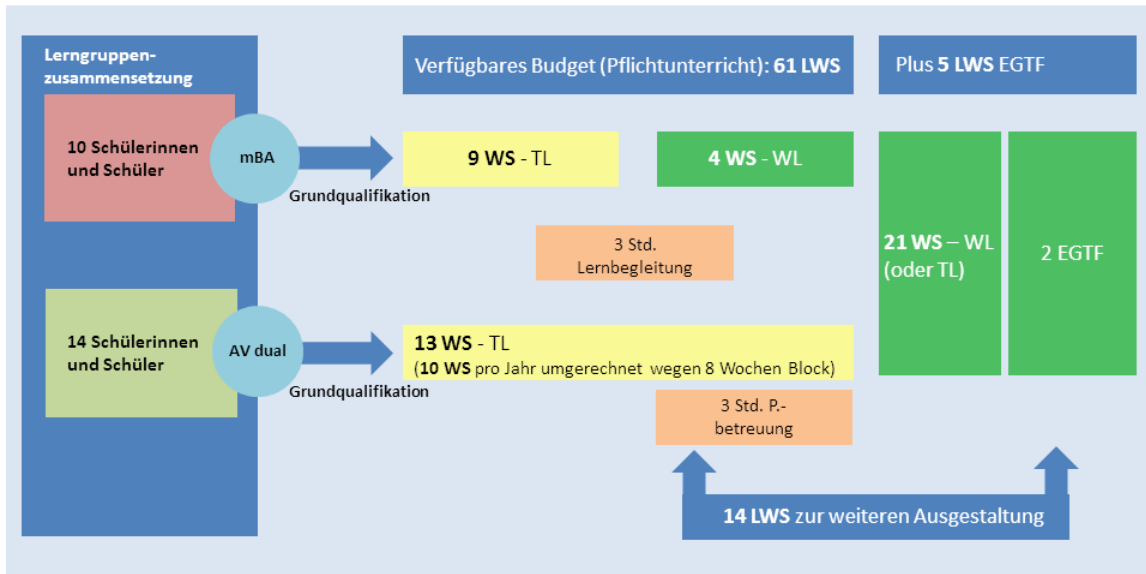 Lerngruppen-
zusammensetzung
Verfügbares Budget (Pflichtunterricht): 61 LWS
Plus 5 LWS EGTF
10 Schülerinnen
und Schüler
mBA
Grundqualifikation
9 WS - TL
4 WS - WL
3 Std.
Lernbegleitung
21 WS – WL
(oder TL)
2 EGTF
14 Schülerinnen
und Schüler
AV dual
Grundqualifikation
13 WS - TL
(10 WS pro Jahr umgerechnet wegen 8 Wochen Block)
3 Std. P.-
betreuung
14 LWS zur weiteren Ausgestaltung